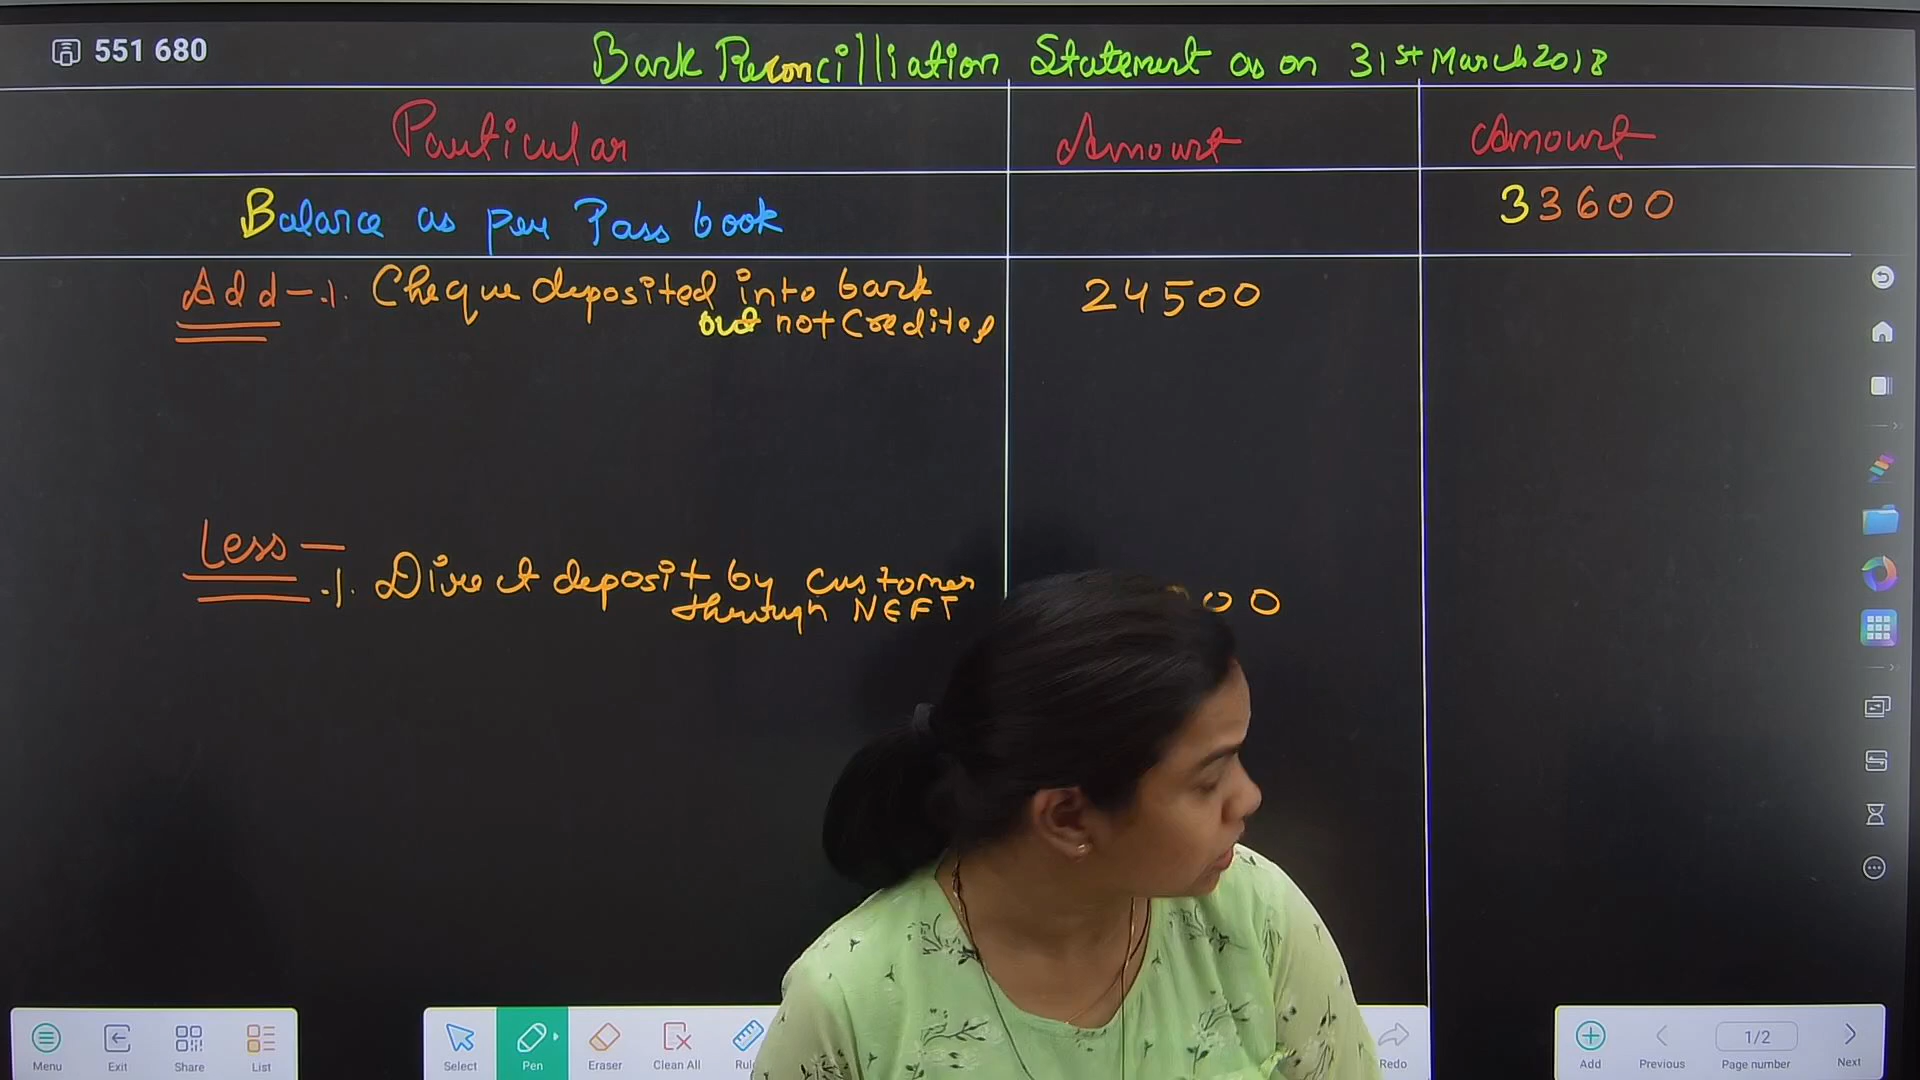 551 680
Bank Reconcilliation Statement as on 31st March 2018
Particular Amount Amount
Balance as per Pass book 33600
Add - .1. Cheque deposited into bank 24500
but not Credited
Less -
.1. Direct deposit by customer 00
through NEFT
Menu Exit Share List Select Pen Eraser Clean All Redo Add Previous 1/2 Page number Next